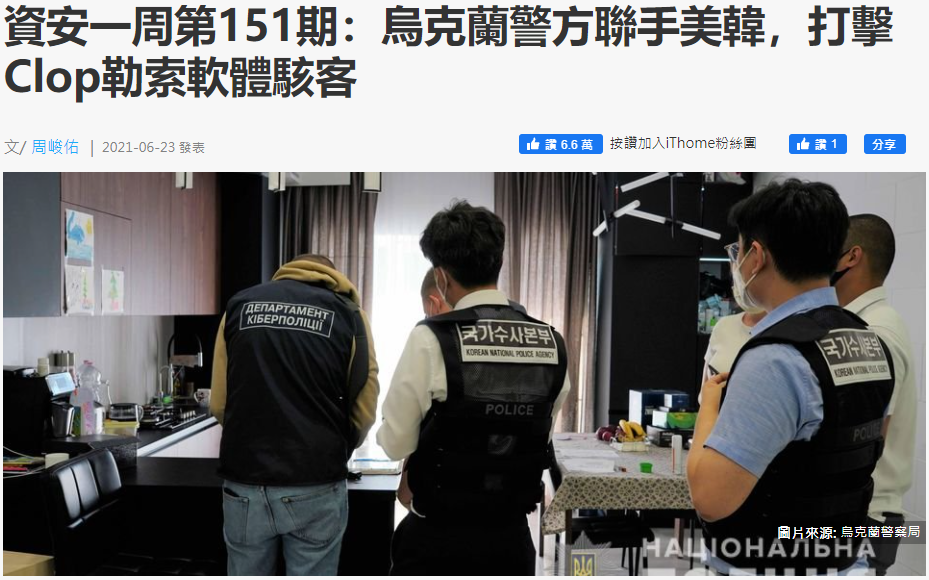 資安一周第151期：烏克蘭警方聯手美韓，打擊
Clop勒索軟體駭客
文/ 周峻佑 | 2021-06-23 發表
讚 6.6 萬 按讚加入iThome粉絲團 讚 1 分享
ДЕПАРТАМЕНТ
КІБЕРПОЛІЦІЇ
국가수사본부
KOREAN NATIONAL POLICE AGENCY
POLICE
국가수사본부
KOREAN NATIONAL POLICE AGENCY
POLICE
圖片來源: 烏克蘭警察局
НАЦІОНАЛЬНА